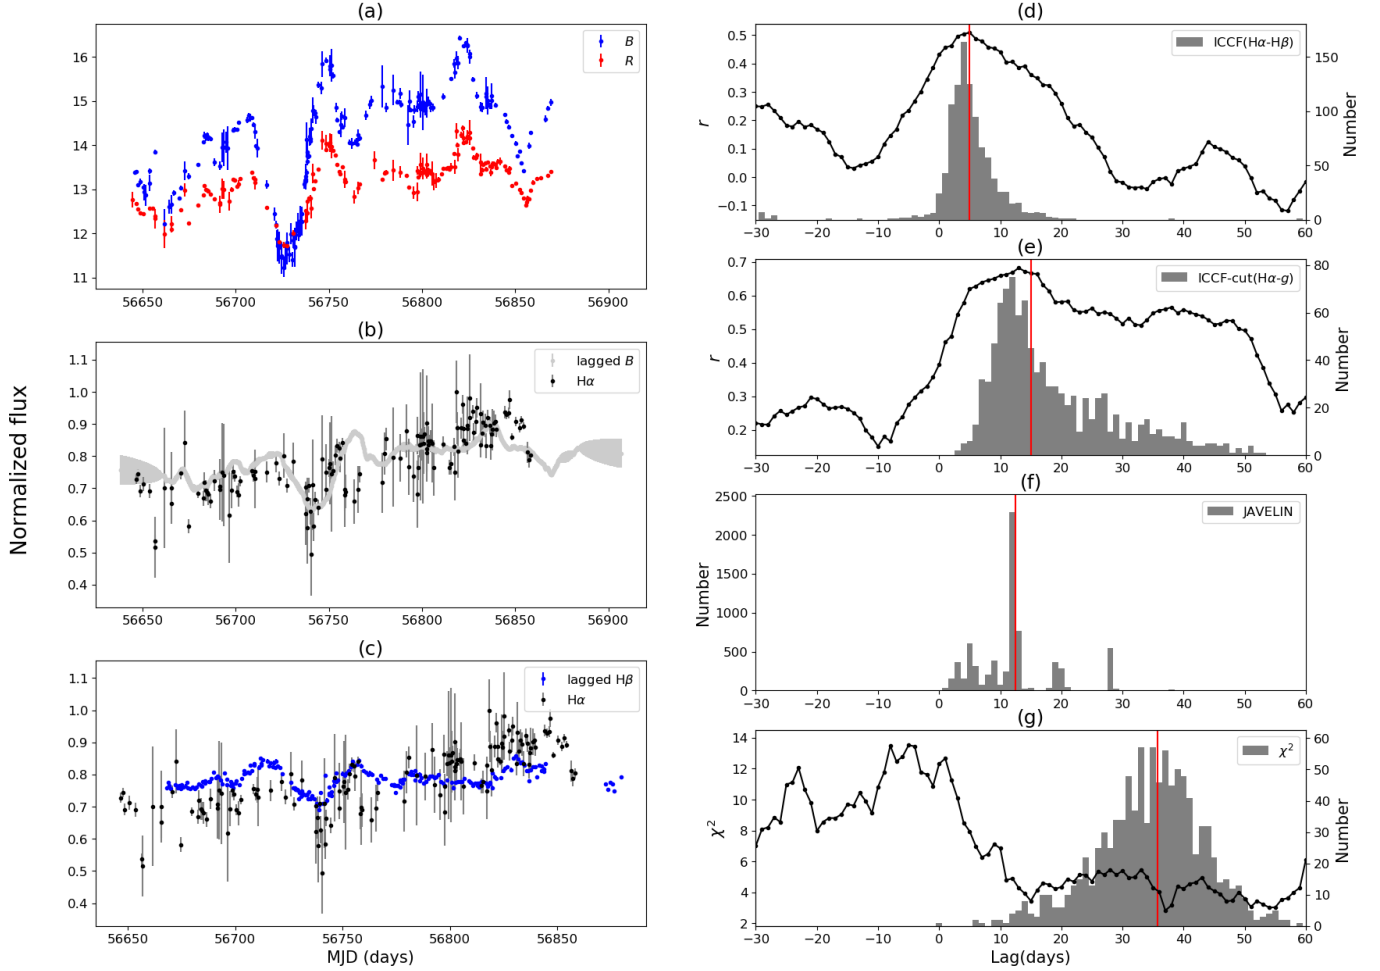 (a)
B
R
16
15
14
13
12
11
56650 56700 56750 56800 56850 56900
(b)
lagged B
Hα
1.1
1.0
0.9
0.8
0.7
0.6
0.5
0.4
56650 56700 56750 56800 56850 56900
Normalized flux
(c)
lagged Hβ
Hα
1.1
1.0
0.9
0.8
0.7
0.6
0.5
0.4
56650 56700 56750 56800 56850
MJD (days)
(d)
ICCF(Hα-Hβ)
r
0.5
0.4
0.3
0.2
0.1
0.0
−0.1
150
100
50
0
Number
−30 −20 −10 0 10 20 30 40 50 60
(e)
ICCF-cut(Hα-g)
r
0.7
0.6
0.5
0.4
0.3
0.2
80
60
40
20
0
Number
−30 −20 −10 0 10 20 30 40 50 60
(f)
JAVELIN
Number
2500
2000
1500
1000
500
0
−30 −20 −10 0 10 20 30 40 50 60
(g)
χ²
χ²
14
12
10
8
6
4
2
60
50
40
30
20
10
0
Number
−30 −20 −10 0 10 20 30 40 50 60
Lag(days)